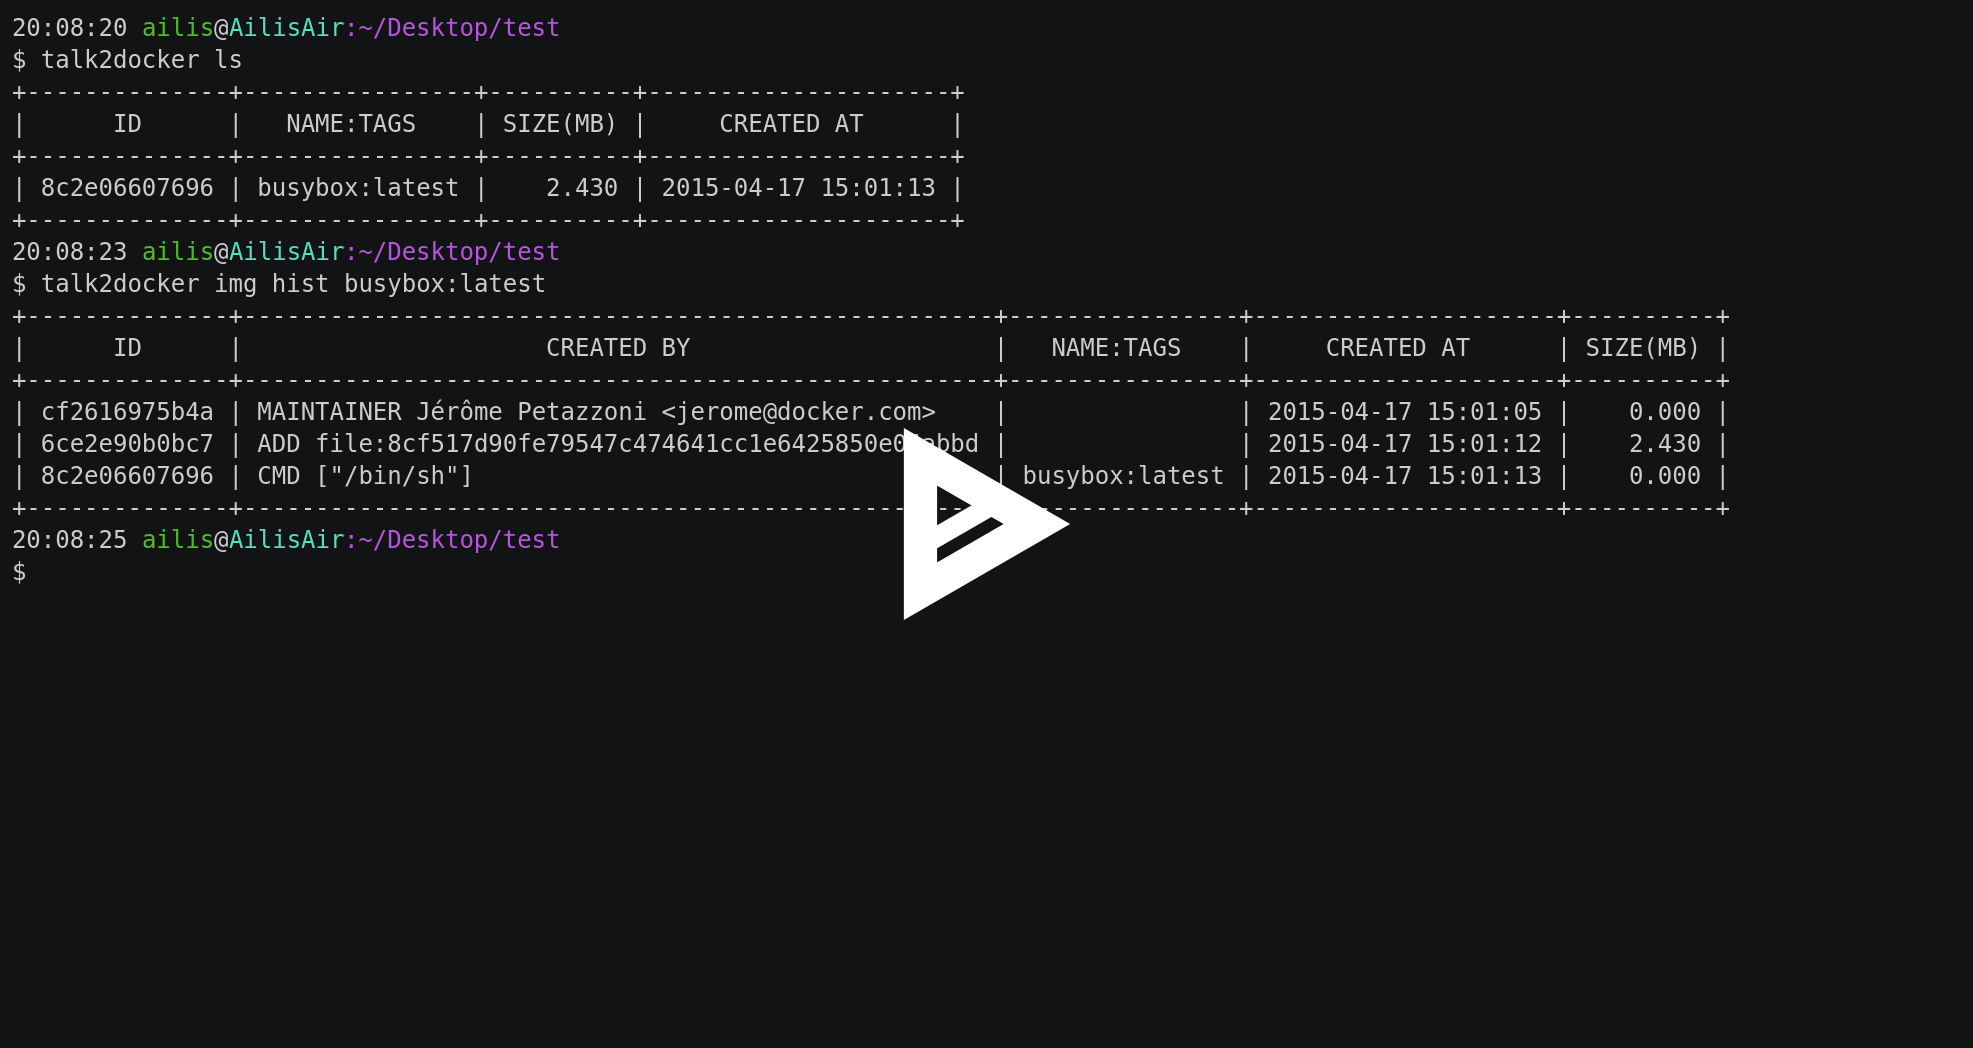 20:08:20 ailis@AilisAir:~/Desktop/test
$ talk2docker ls
+--------------+----------------+----------+---------------------+
|      ID      |   NAME:TAGS    | SIZE(MB) |     CREATED AT      |
+--------------+----------------+----------+---------------------+
| 8c2e06607696 | busybox:latest |    2.430 | 2015-04-17 15:01:13 |
+--------------+----------------+----------+---------------------+
20:08:23 ailis@AilisAir:~/Desktop/test
$ talk2docker img hist busybox:latest
+--------------+----------------------------------------------------+----------------+---------------------+----------+
|      ID      |                     CREATED BY                     |   NAME:TAGS    |     CREATED AT      | SIZE(MB) |
+--------------+----------------------------------------------------+----------------+---------------------+----------+
| cf2616975b4a | MAINTAINER Jérôme Petazzoni <jerome@docker.com>    |                | 2015-04-17 15:01:05 |    0.000 |
| 6ce2e90b0bc7 | ADD                                                |                | 2015-04-17 15:01:12 |    2.430 |
| 8c2e06607696 | CMD ["/bin/sh"]                                    | busybox:latest | 2015-04-17 15:01:13 |    0.000 |
+--------------+----------------------------------------------------+----------------+---------------------+----------+
20:08:25 ailis@AilisAir:~/Desktop/test
$